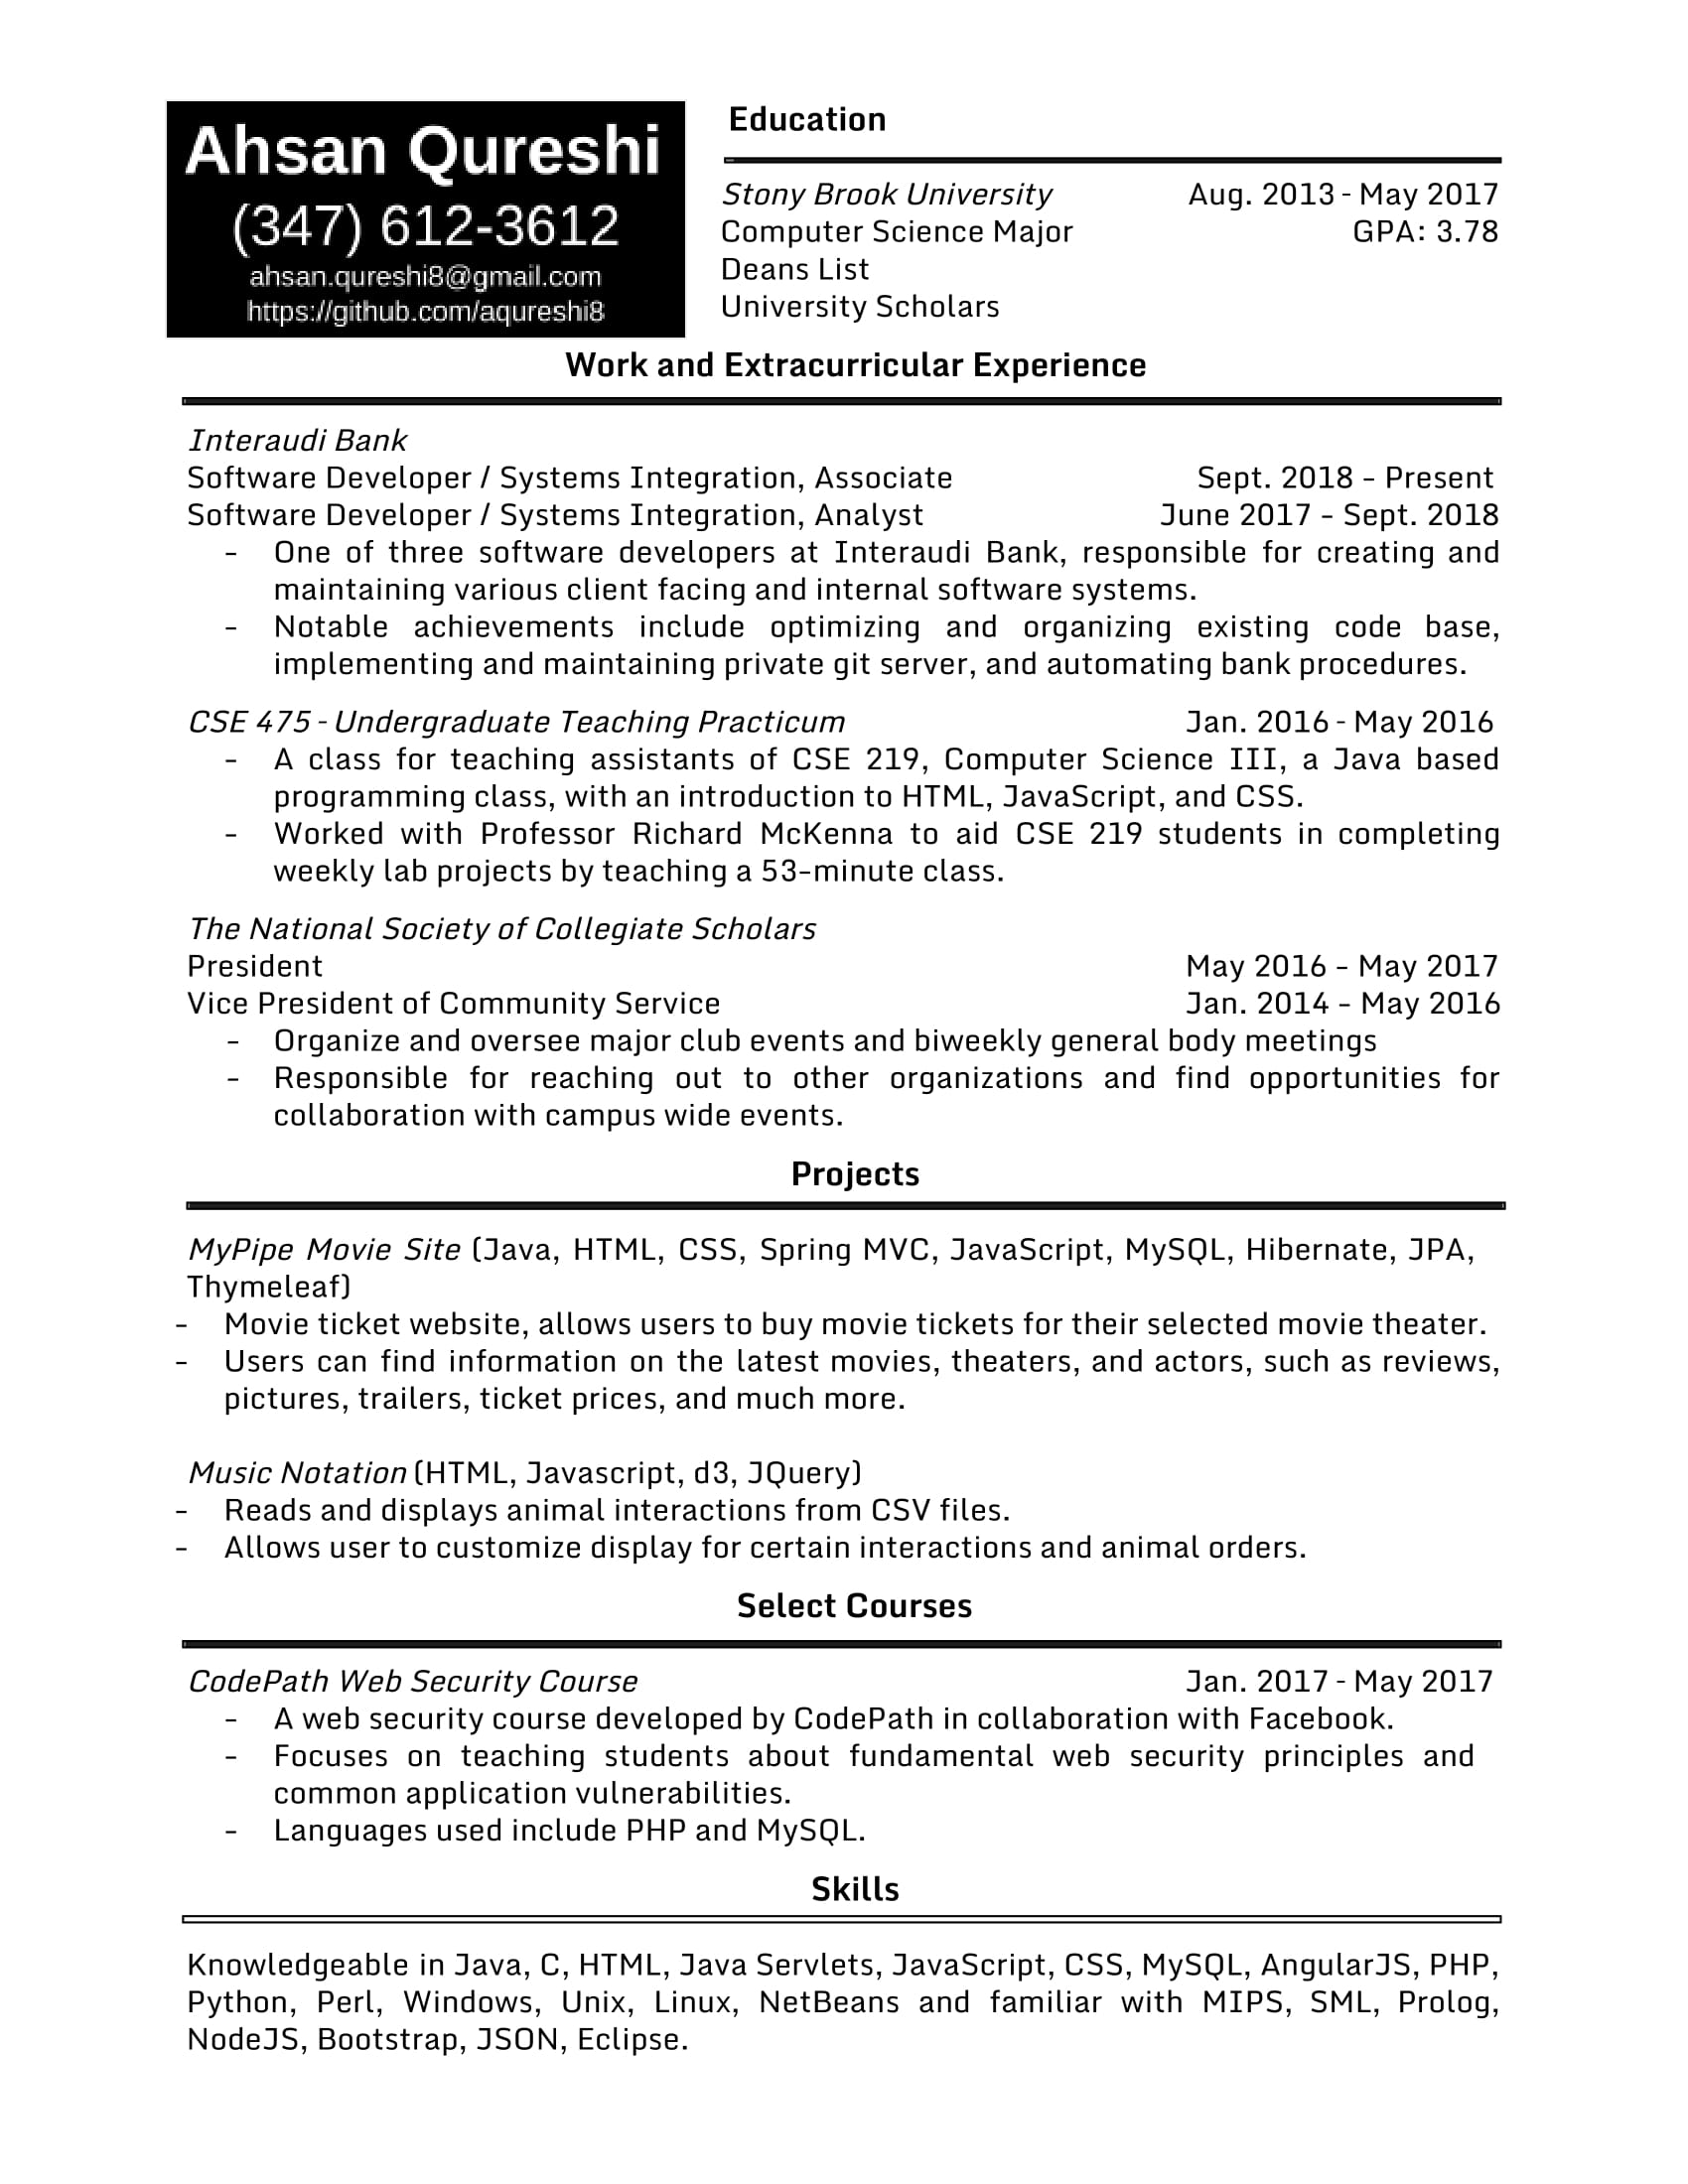 Ahsan Qureshi
(347) 612-3612
ahsan.qureshi8@gmail.com
https://github.com/aqureshi8
Education
Stony Brook University Aug. 2013 - May 2017
Computer Science Major GPA: 3.78
Deans List
University Scholars
Work and Extracurricular Experience
Interaudi Bank
Software Developer / Systems Integration, Associate Sept. 2018 – Present
Software Developer / Systems Integration, Analyst June 2017 – Sept. 2018
- One of three software developers at Interaudi Bank, responsible for creating and
maintaining various client facing and internal software systems.
- Notable achievements include optimizing and organizing existing code base,
implementing and maintaining private git server, and automating bank procedures.
CSE 475 - Undergraduate Teaching Practicum Jan. 2016 - May 2016
- A class for teaching assistants of CSE 219, Computer Science III, a Java based
programming class, with an introduction to HTML, JavaScript, and CSS.
- Worked with Professor Richard McKenna to aid CSE 219 students in completing
weekly lab projects by teaching a 53-minute class.
The National Society of Collegiate Scholars
President May 2016 – May 2017
Vice President of Community Service Jan. 2014 – May 2016
- Organize and oversee major club events and biweekly general body meetings
- Responsible for reaching out to other organizations and find opportunities for
collaboration with campus wide events.
Projects
MyPipe Movie Site (Java, HTML, CSS, Spring MVC, JavaScript, MySQL, Hibernate, JPA,
Thymeleaf)
- Movie ticket website, allows users to buy movie tickets for their selected movie theater.
- Users can find information on the latest movies, theaters, and actors, such as reviews,
pictures, trailers, ticket prices, and much more.
Music Notation (HTML, Javascript, d3, JQuery)
- Reads and displays animal interactions from CSV files.
- Allows user to customize display for certain interactions and animal orders.
Select Courses
CodePath Web Security Course Jan. 2017 - May 2017
- A web security course developed by CodePath in collaboration with Facebook.
- Focuses on teaching students about fundamental web security principles and
common application vulnerabilities.
- Languages used include PHP and MySQL.
Skills
Knowledgeable in Java, C, HTML, Java Servlets, JavaScript, CSS, MySQL, AngularJS, PHP,
Python, Perl, Windows, Unix, Linux, NetBeans and familiar with MIPS, SML, Prolog,
NodeJS, Bootstrap, JSON, Eclipse.